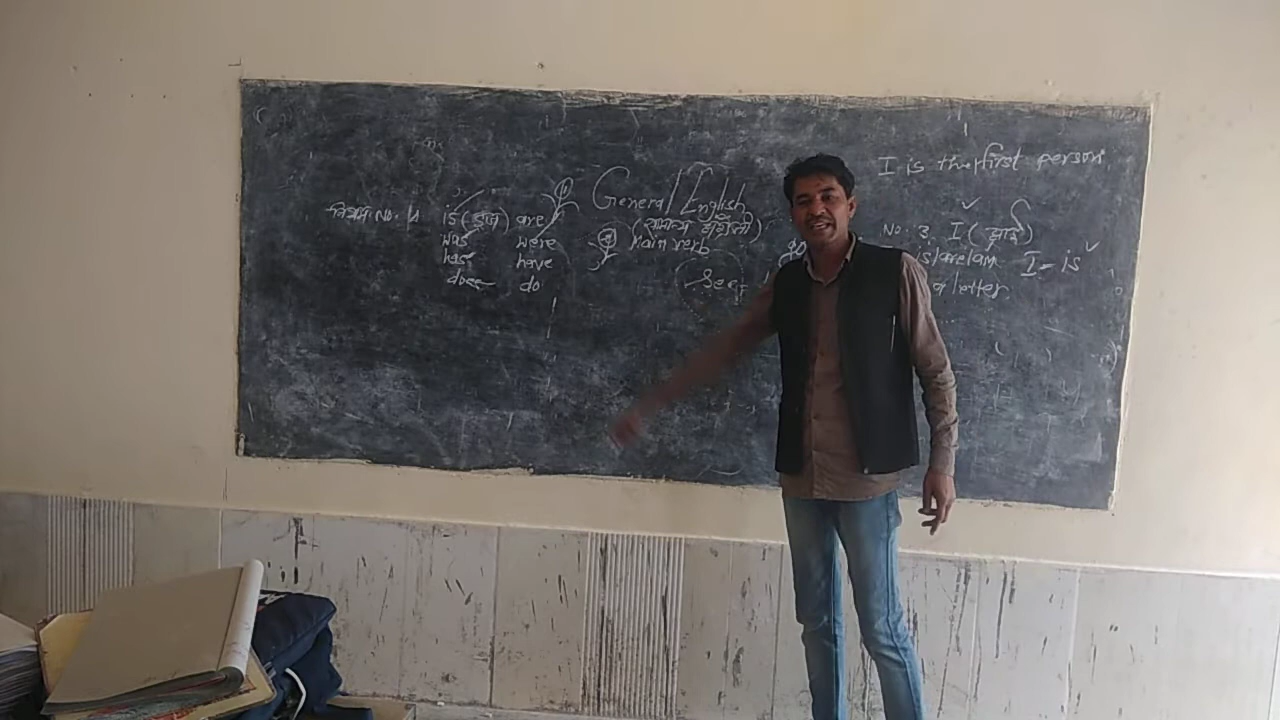 General English
(सामान्य अंग्रेजी)
I is the first person.
नियम No. 1
is (इज) are
was were
has have
does do
Main verb
See
No. 3. I (आई)
is/are/am I - is
a letter